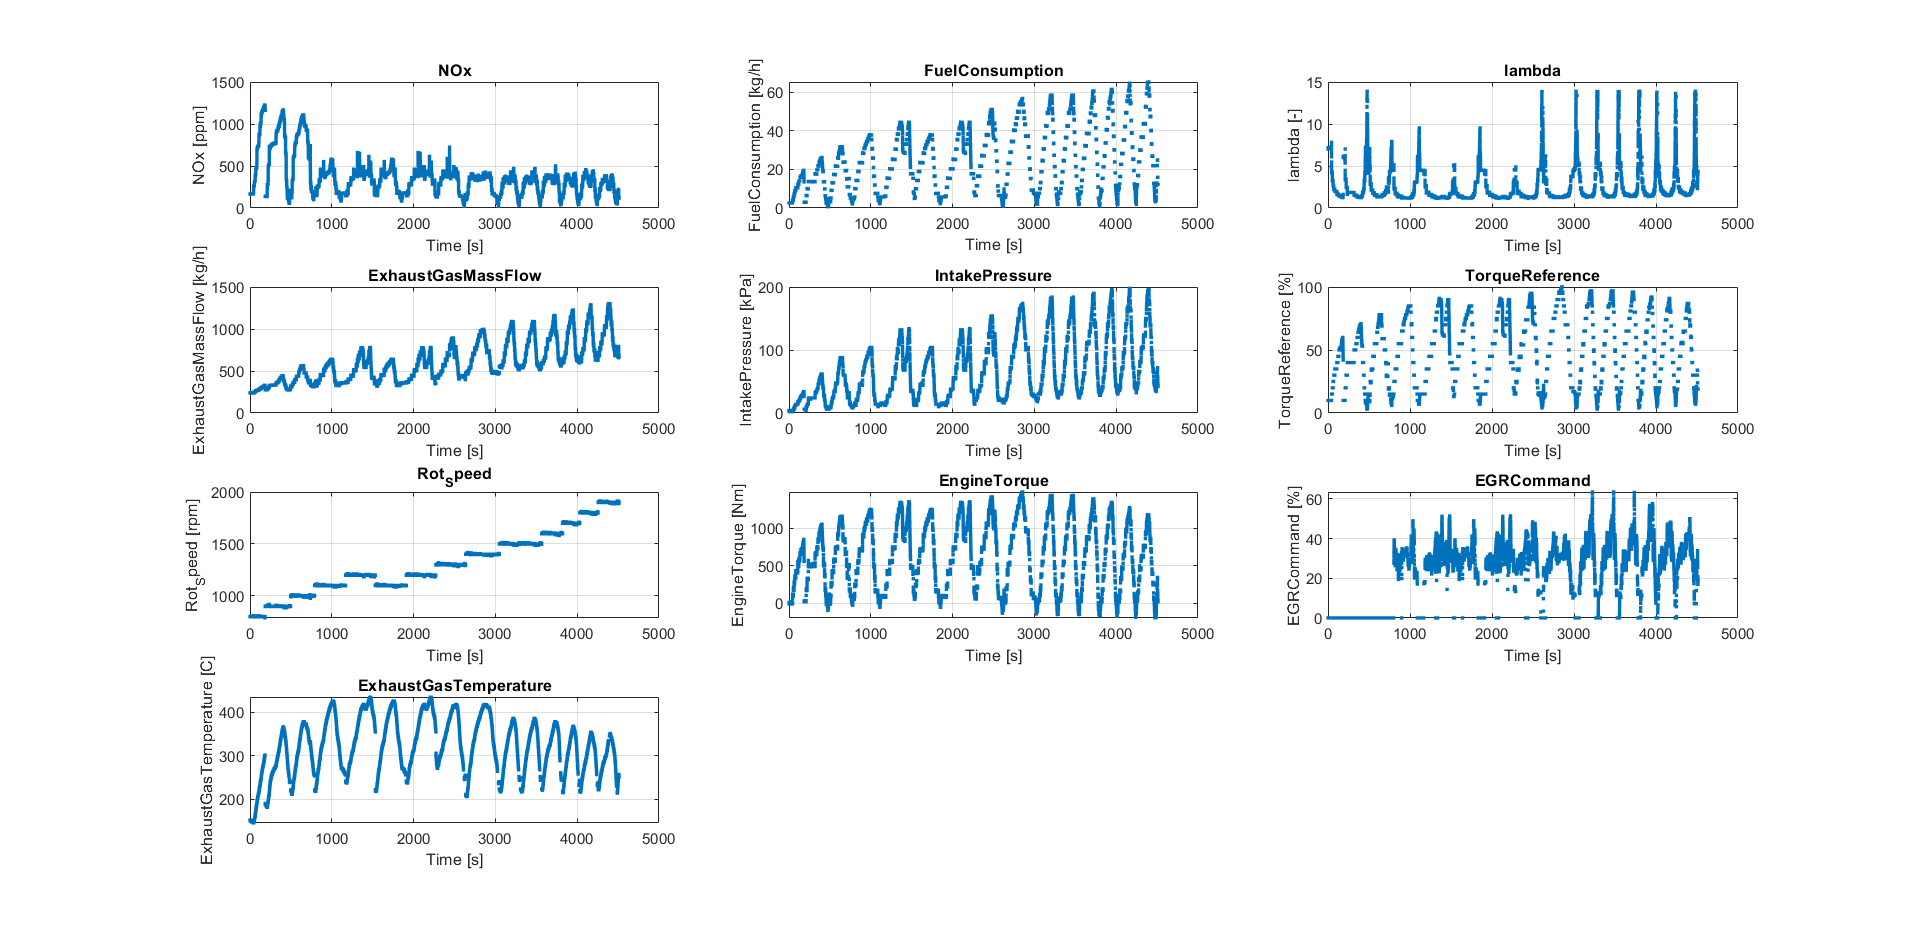 NOx
NOx [ppm]
1500
1000
500
0
0 1000 2000 3000 4000 5000
Time [s]
FuelConsumption
FuelConsumption [kg/h]
60
40
20
0
0 1000 2000 3000 4000 5000
Time [s]
lambda
lambda [-]
15
10
5
0
0 1000 2000 3000 4000 5000
Time [s]
ExhaustGasMassFlow
ExhaustGasMassFlow [kg/h]
1500
1000
500
0
0 1000 2000 3000 4000 5000
Time [s]
IntakePressure
IntakePressure [kPa]
200
100
0
0 1000 2000 3000 4000 5000
Time [s]
TorqueReference
TorqueReference [%]
100
50
0
0 1000 2000 3000 4000 5000
Time [s]
Rot_Speed
Rot_Speed [rpm]
2000
1500
1000
0 1000 2000 3000 4000 5000
Time [s]
EngineTorque
EngineTorque [Nm]
1000
500
0
0 1000 2000 3000 4000 5000
Time [s]
EGRCommand
EGRCommand [%]
60
40
20
0
0 1000 2000 3000 4000 5000
Time [s]
ExhaustGasTemperature
ExhaustGasTemperature [C]
400
300
200
0 1000 2000 3000 4000 5000
Time [s]